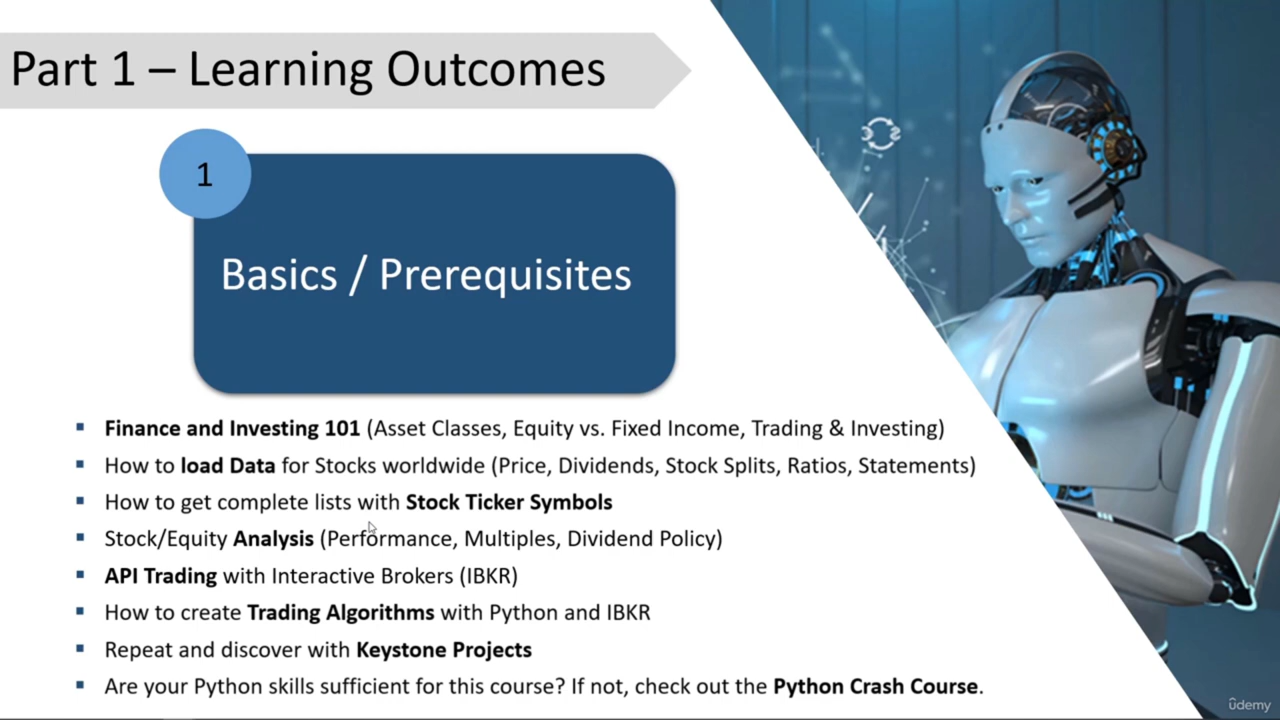 Part 1 – Learning Outcomes
1
Basics / Prerequisites
Finance and Investing 101 (Asset Classes, Equity vs. Fixed Income, Trading & Investing)
How to load Data for Stocks worldwide (Price, Dividends, Stock Splits, Ratios, Statements)
How to get complete lists with Stock Ticker Symbols
Stock/Equity Analysis (Performance, Multiples, Dividend Policy)
API Trading with Interactive Brokers (IBKR)
How to create Trading Algorithms with Python and IBKR
Repeat and discover with Keystone Projects
Are your Python skills sufficient for this course? If not, check out the Python Crash Course.
ûdemy